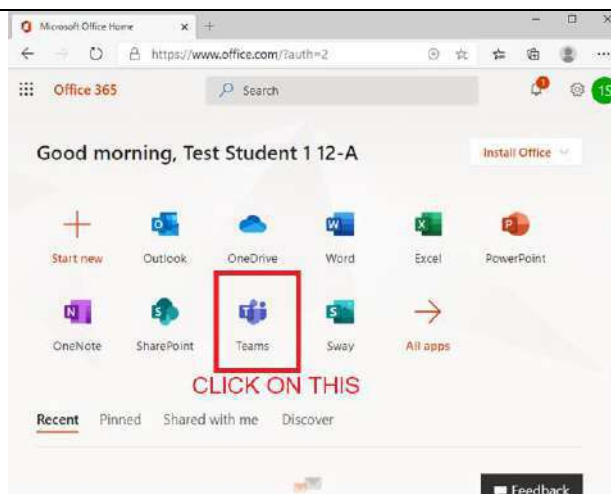 Microsoft Office Home
https://www.office.com/?auth=2
Office 365
Search
1
1S
Good morning, Test Student 1 12-A
Install Office
Start new
Outlook
OneDrive
Word
Excel
PowerPoint
OneNote
SharePoint
Teams
Sway
All apps
CLICK ON THIS
Recent Pinned Shared with me Discover
Feedback